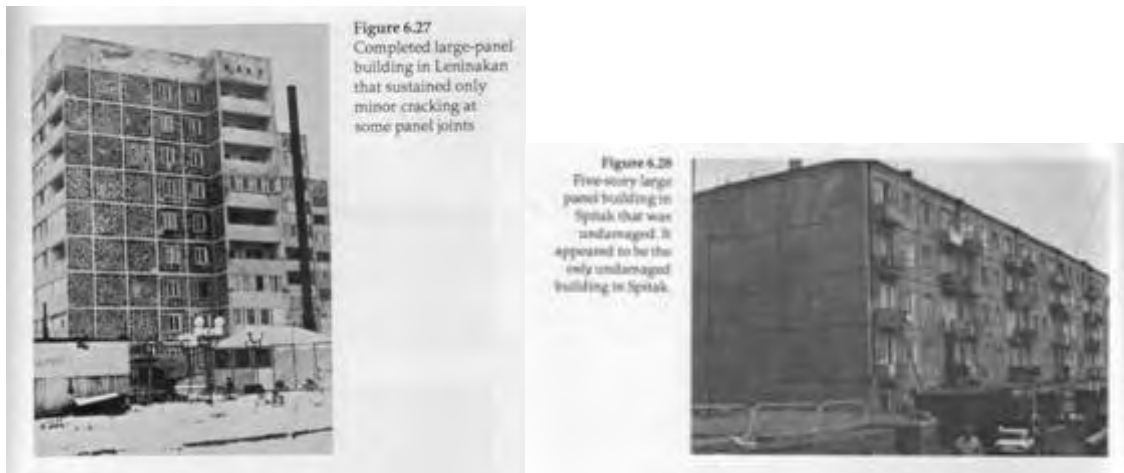 Figure 6.27
Completed large-panel
building in Leninakan
that sustained only
minor cracking at
some panel joints
Figure 6.28
Five-story large
panel building in
Spitak that was
undamaged. It
appeared to be the
only undamaged
building in Spitak.